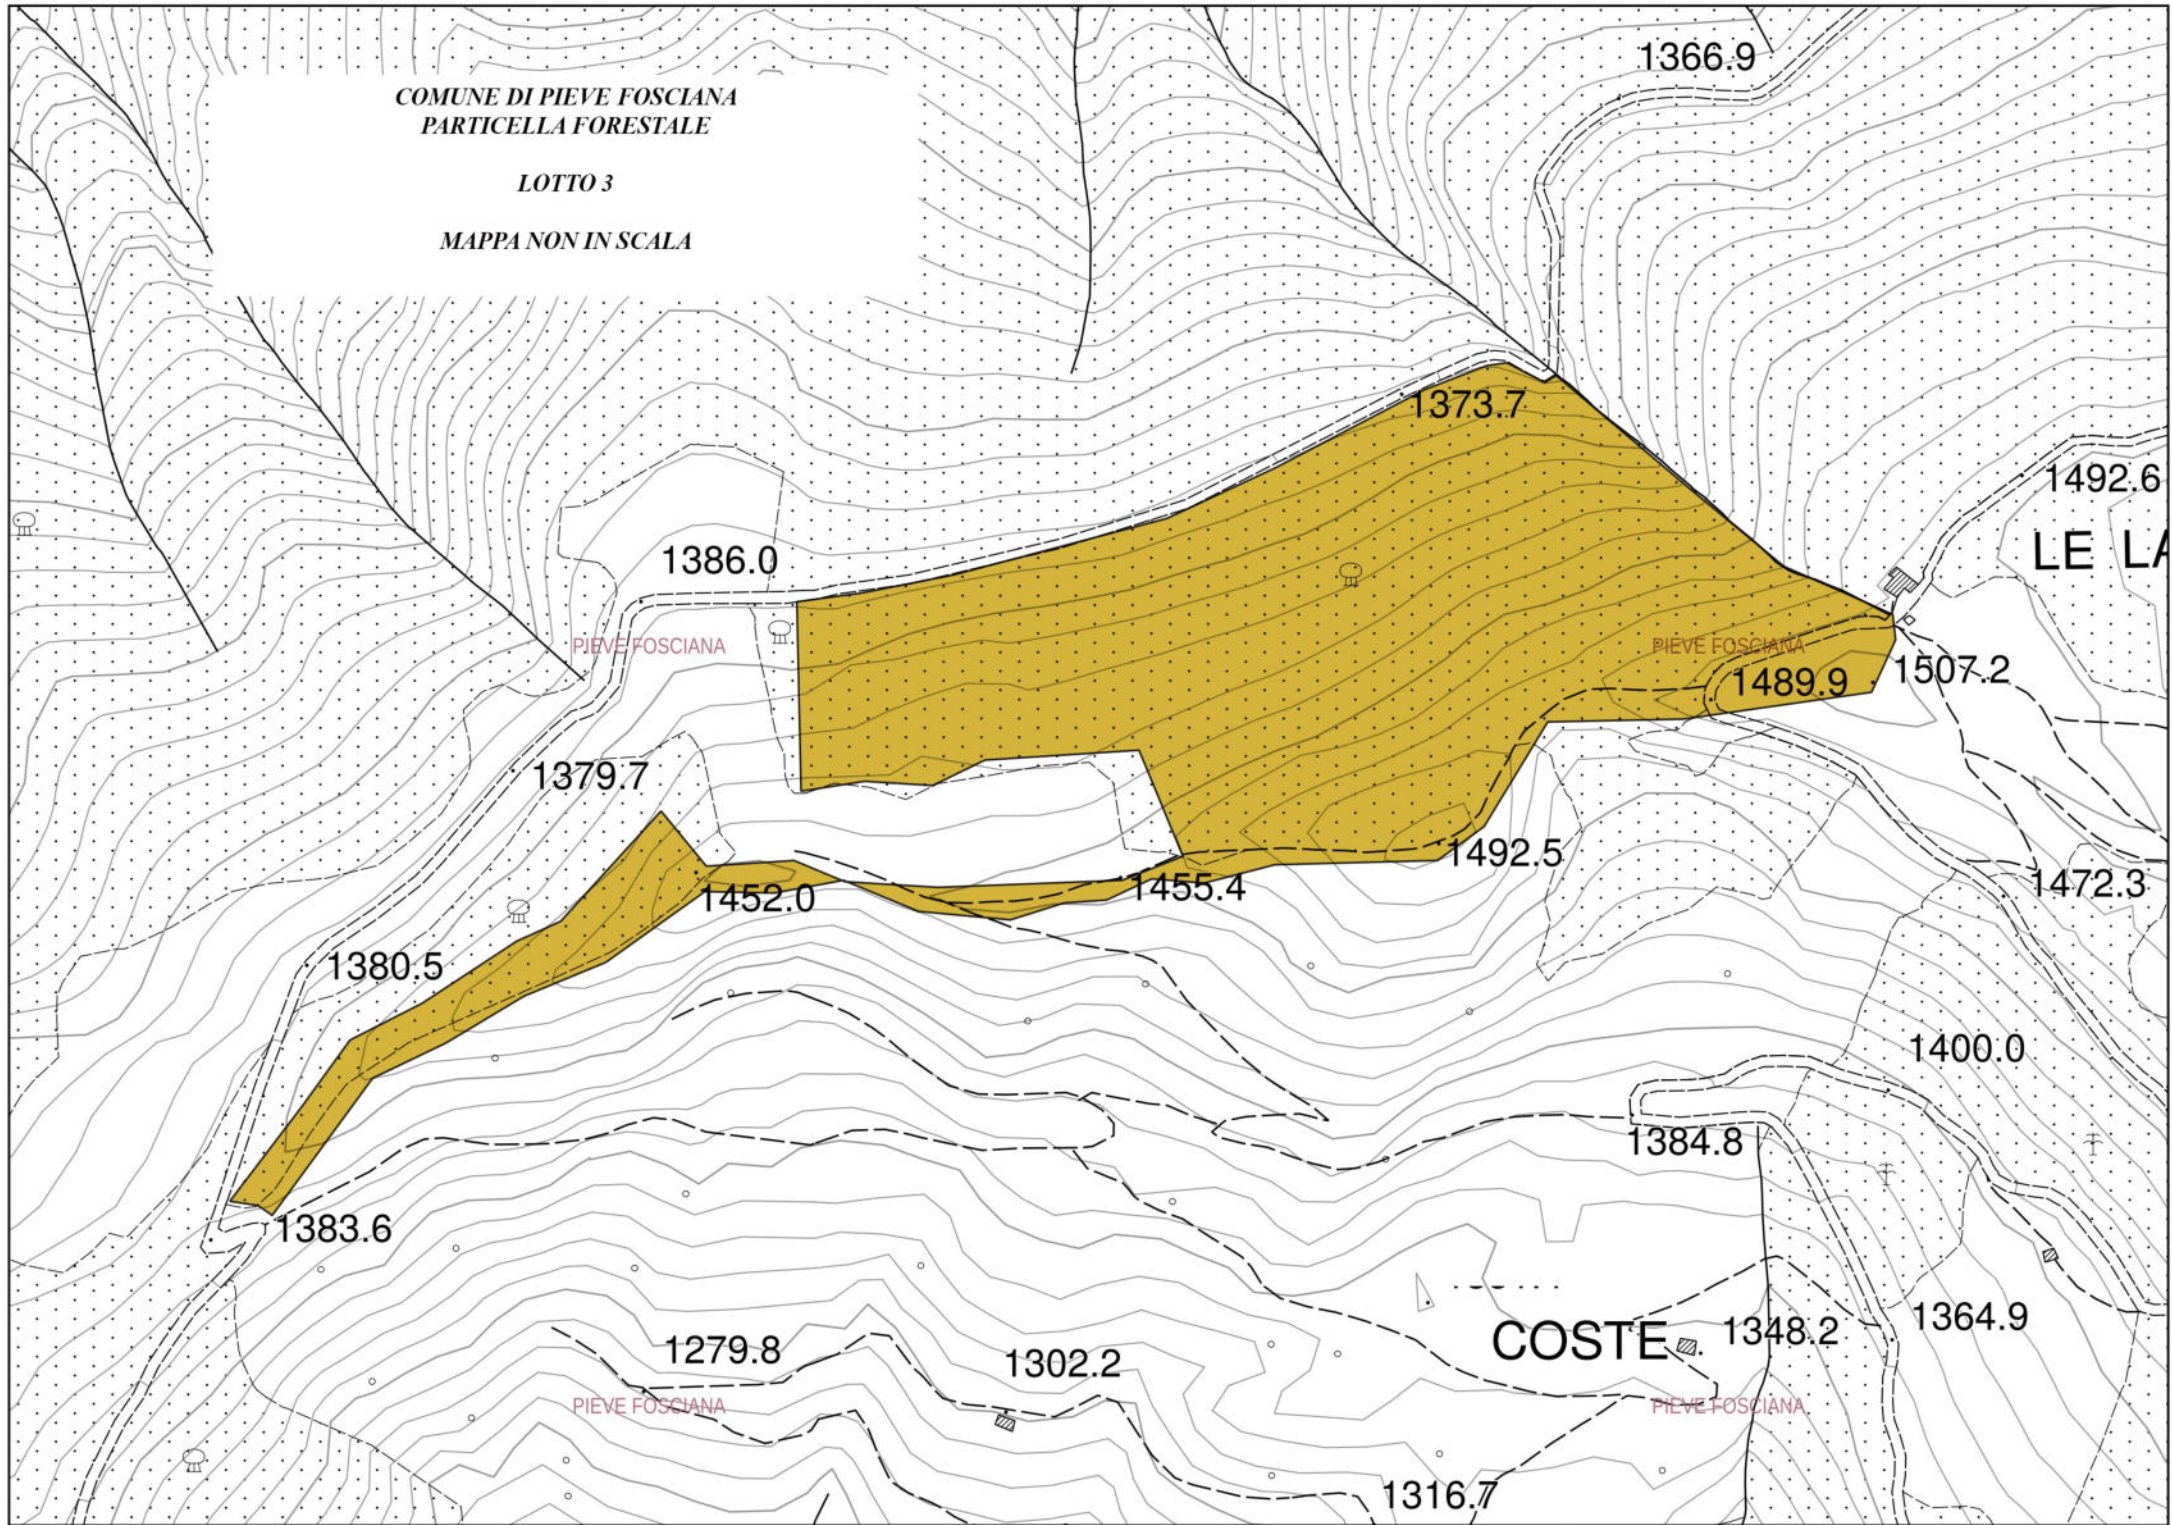 1366.9
COMUNE DI PIEVE FOSCIANA
PARTICELLA FORESTALE
LOTTO 3
MAPPA NON IN SCALA
1373.7
1492.6
LE LA
1386.0
PIEVE FOSCIANA
PIEVE FOSCIANA
1507.2
1489.9
1379.7
1492.5
1455.4
1472.3
1452.0
1380.5
1400.0
1384.8
1383.6
1364.9
1348.2
COSTE
1279.8
1302.2
PIEVE FOSCIANA
PIEVE FOSCIANA
1316.7